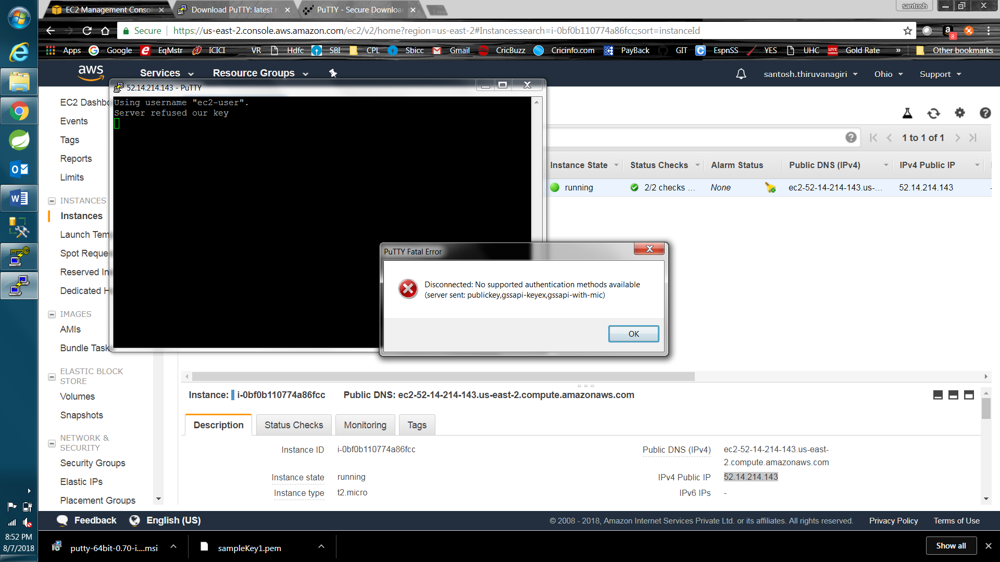 EC2 Management Conso
Download PuTTY: latest r
PuTTY - Secure Downloa
santosh
Secure
https://us-east-2.console.aws.amazon.com/ec2/v2/home?region=us-east-2#Instances:search=i-0bf0b110774a86fcc;sort=instanceId
8
Apps Google EqMstr ICICI VR Hdfc SBI CPL Sbicc Gmail CricBuzz Cricinfo.com PayBack GIT EspnSS YES UHC Gold Rate » Other bookmarks
aws Services Resource Groups santosh.thiruvanagiri Ohio Support
52.14.214.143 - PuTTY
Using username "ec2-user".
Server refused our key
EC2 Dashbo
Events
Tags
Reports
Limits
INSTANCES
Instances
Launch Tem
Spot Reque
Reserved In
Dedicated H
IMAGES
AMIs
Bundle Task
ELASTIC BLOCK
STORE
Volumes
Snapshots
NETWORK &
SECURITY
Security Groups
Elastic IPs
Placement Groups
1 to 1 of 1
Instance State Status Checks Alarm Status Public DNS (IPv4) IPv4 Public IP
running 2/2 checks ... None ec2-52-14-214-143.us-... 52.14.214.143 -
PuTTY Fatal Error
Disconnected: No supported authentication methods available
(server sent: publickey,gssapi-keyex,gssapi-with-mic)
OK
Instance: i-0bf0b110774a86fcc Public DNS: ec2-52-14-214-143.us-east-2.compute.amazonaws.com
Description Status Checks Monitoring Tags
Instance ID i-0bf0b110774a86fcc
Public DNS (IPv4) ec2-52-14-214-143.us-east-
2.compute.amazonaws.com
Instance state running
IPv4 Public IP 52.14.214.143
Instance type t2.micro
IPv6 IPs -
Feedback English (US)
© 2008 - 2018, Amazon Internet Services Private Ltd. or its affiliates. All rights reserved. Privacy Policy Terms of Use
8:52 PM
8/7/2018
putty-64bit-0.70-i....msi
sampleKey1.pem
Show all